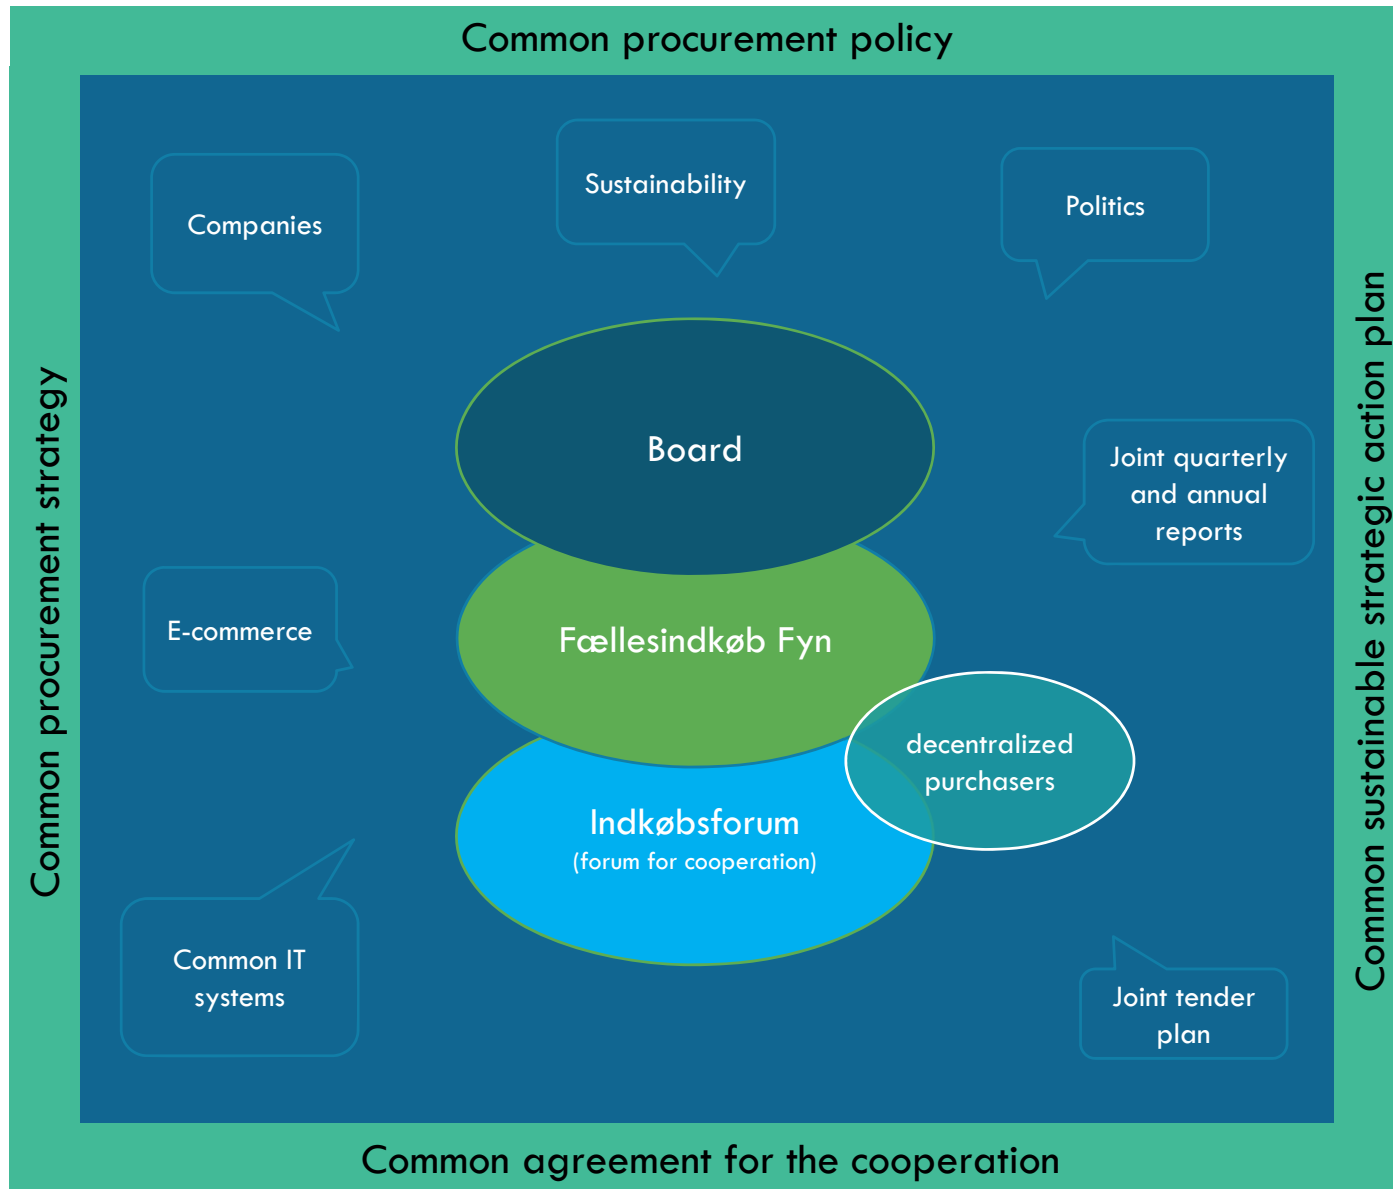 Common procurement policy
Companies
Sustainability
Politics
Common procurement strategy
Board
Joint quarterly
and annual
reports
Common sustainable strategic action plan
E-commerce
Fællesindkøb Fyn
decentralized
purchasers
Indkøbsforum
(forum for cooperation)
Common IT
systems
Joint tender
plan
Common agreement for the cooperation